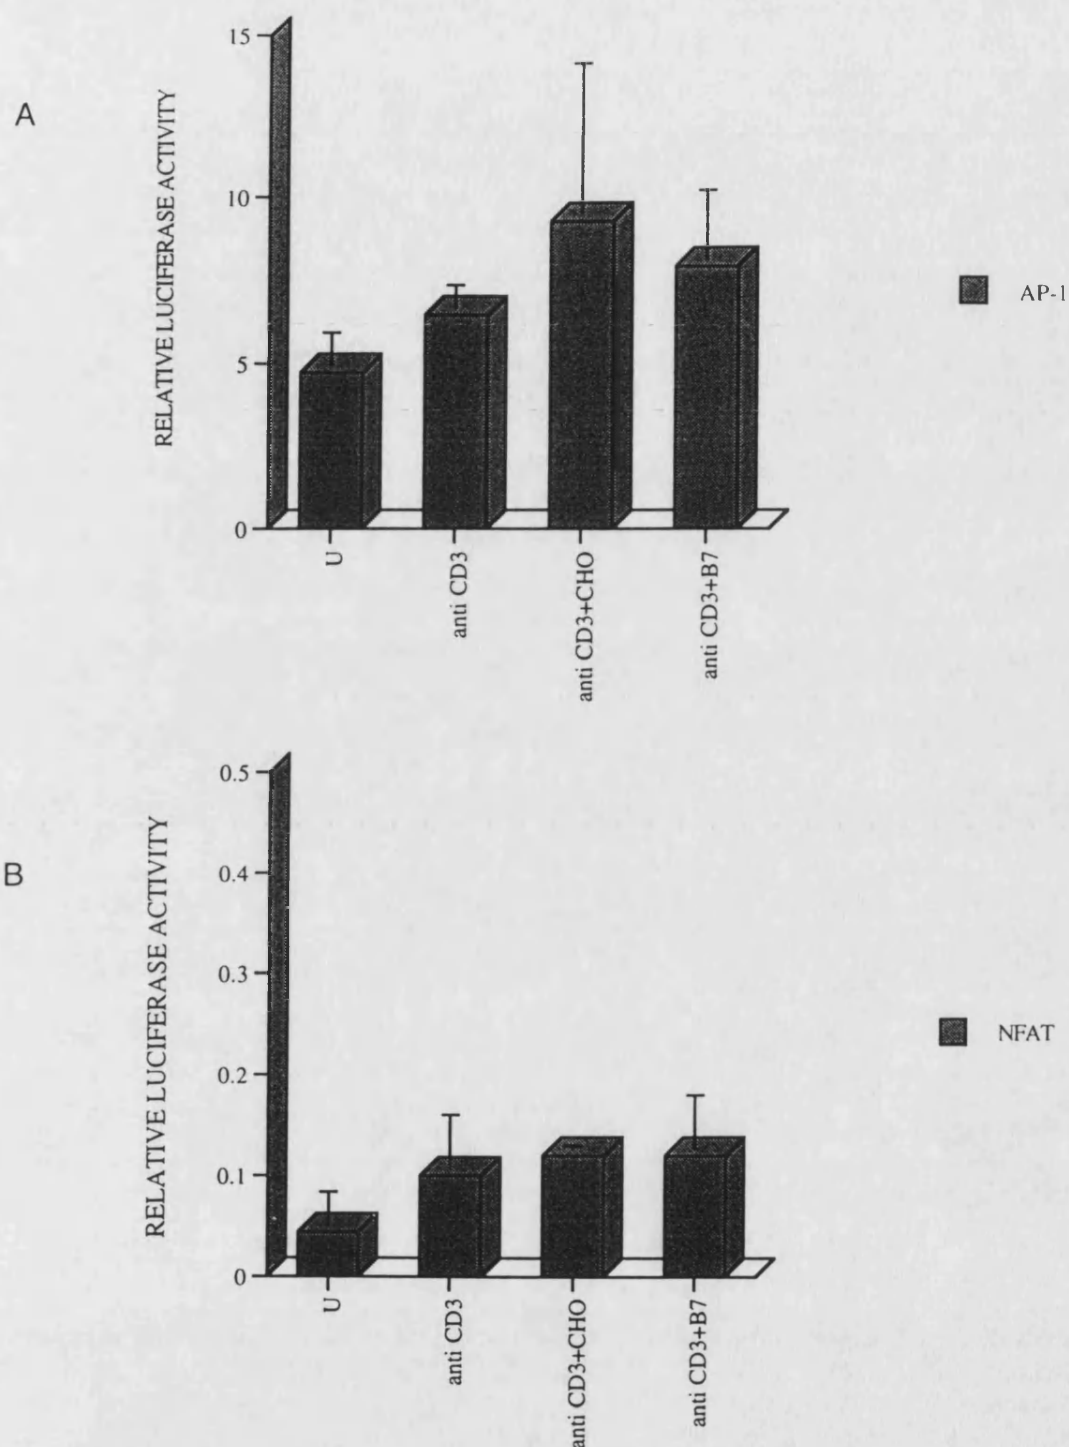 A
RELATIVE LUCIFERASE ACTIVITY
15
10
5
0
U
anti CD3
anti CD3+CHO
anti CD3+B7
AP-1
B
RELATIVE LUCIFERASE ACTIVITY
0.5
0.4
0.3
0.2
0.1
0
U
anti CD3
anti CD3+CHO
anti CD3+B7
NFAT